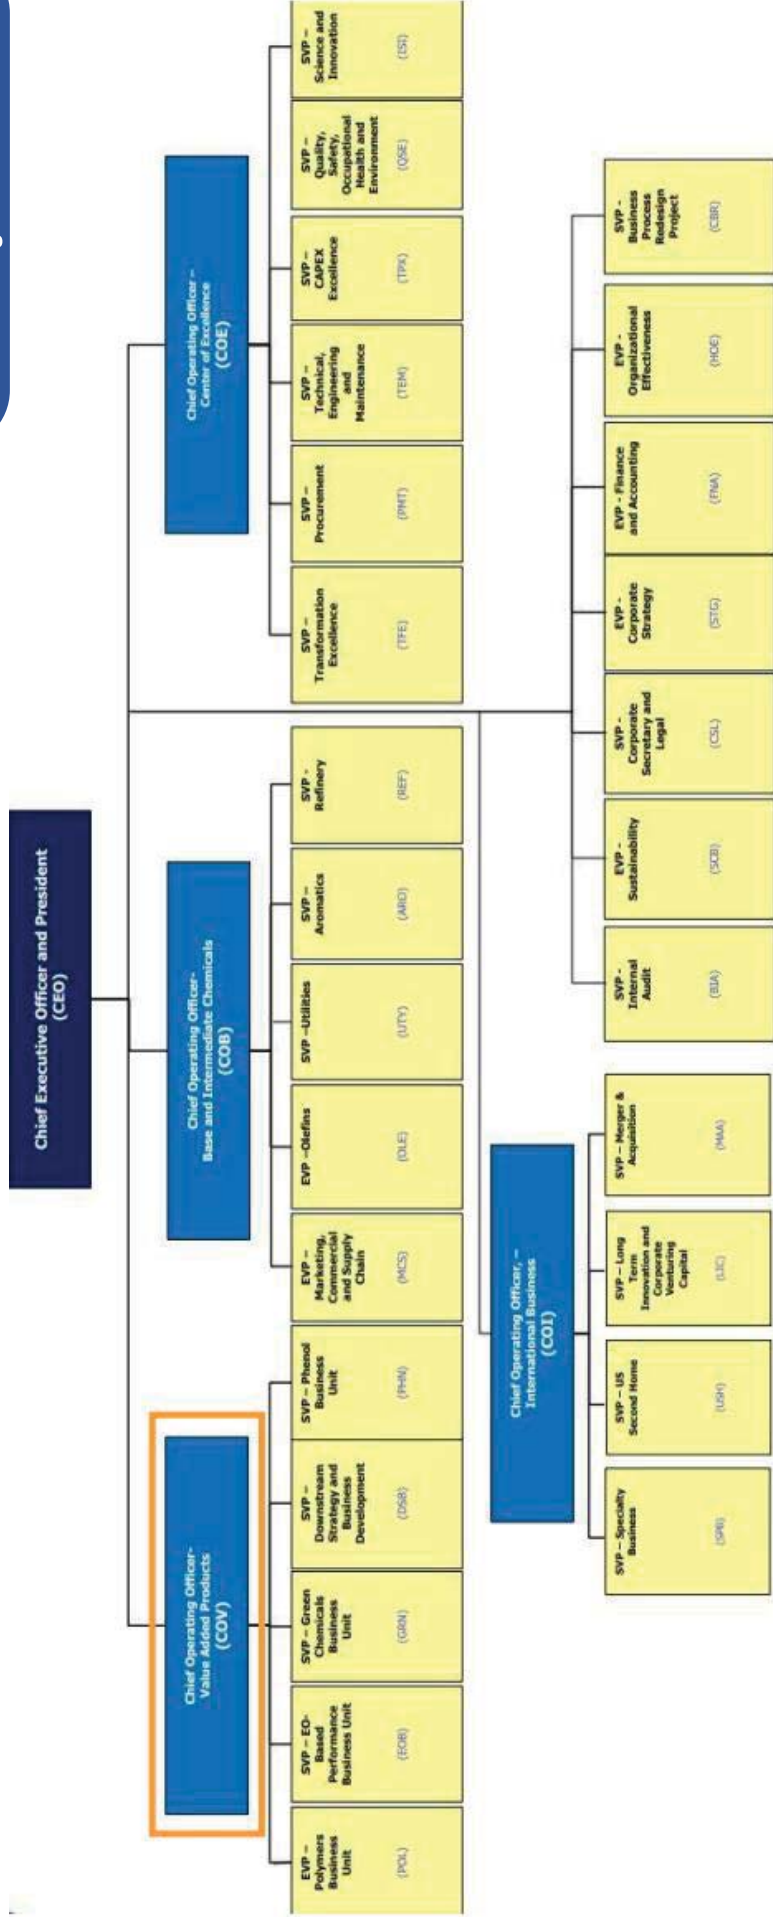 Chief Executive Officer and President
(CEO)
Chief Operating Officer-
Value Added Products
(COV)
Chief Operating Officer-
Base and Intermediate Chemicals
(COB)
Chief Operating Officer –
Center of Excellence
(COE)
EVP –
Polymers
Business
Unit
(POL)
SVP – EO-
Based
Performance
Business Unit
(EOB)
SVP – Green
Chemicals
Business
Unit
(GRN)
SVP –
Downstream
Strategy and
Business
Development
(DSB)
SVP – Phenol
Business
Unit
(PHN)
EVP –
Marketing,
Commercial
and Supply
Chain
(MCS)
EVP –Olefins
(OLE)
SVP –Utilities
(UTY)
SVP –
Aromatics
(ARO)
SVP -
Refinery
(REF)
SVP –
Transformation
Excellence
(TFE)
SVP –
Procurement
(PMT)
SVP –
Technical,
Engineering
and
Maintenance
(TEM)
SVP –
CAPEX
Excellence
(TPX)
SVP –
Quality,
Safety,
Occupational
Health and
Environment
(QSE)
SVP –
Science and
Innovation
(ISI)
Chief Operating Officer, –
International Business
(COI)
SVP – Specialty
Business
(SPB)
SVP – US
Second Home
(USH)
SVP – Long
Term
Innovation and
Corporate
Venturing
Capital
(LIC)
SVP – Merger &
Acquisition
(MAA)
SVP -
Internal
Audit
(BIA)
EVP -
Sustainability
(SCB)
SVP -
Corporate
Secretary and
Legal
(CSL)
EVP -
Corporate
Strategy
(STG)
EVP - Finance
and Accounting
(FNA)
EVP -
Organizational
Effectiveness
(HOE)
SVP -
Business
Process
Redesign
Project
(CBR)